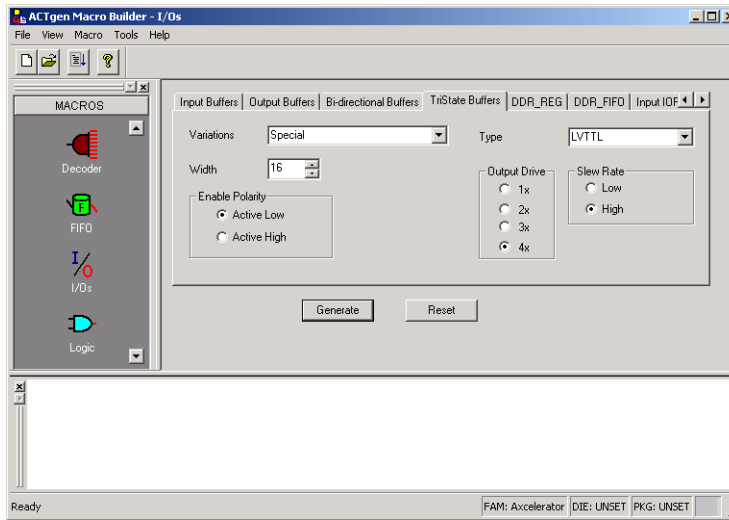 ACTgen Macro Builder - I/Os
File View Macro Tools Help
MACROS
Decoder
F
FIFO
I/O
I/Os
Logic
Input Buffers Output Buffers Bi-directional Buffers TriState Buffers DDR_REG DDR_FIFO Input IOF
Variations Special Type LVTTL
Width 16
Enable Polarity
Active Low
Active High
Output Drive
1x
2x
3x
4x
Slew Rate
Low
High
Generate Reset
Ready FAM: Axcelerator DIE: UNSET PKG: UNSET